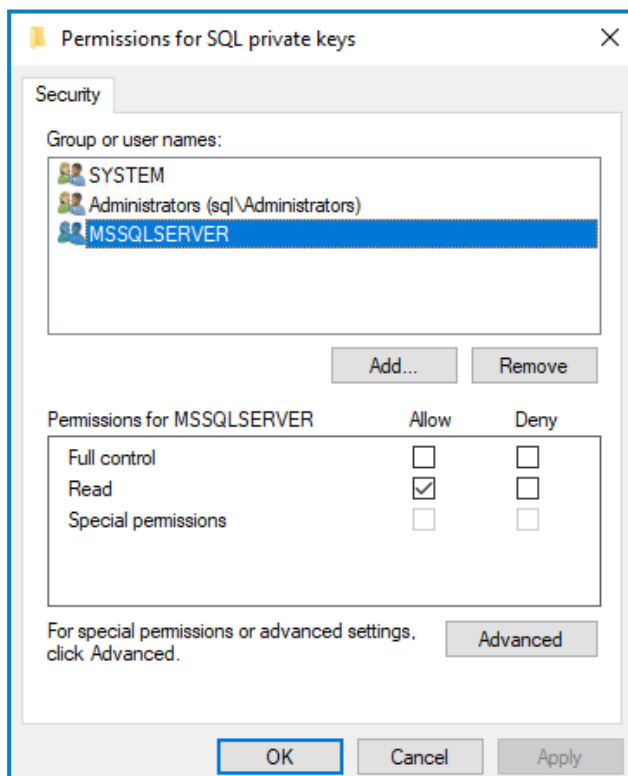 Permissions for SQL private keys
Security
Group or user names:
SYSTEM
Administrators (sql\Administrators)
MSSQLSERVER
Add... Remove
Permissions for MSSQLSERVER Allow Deny
Full control
Read
Special permissions
For special permissions or advanced settings,
click Advanced.
Advanced
OK Cancel Apply